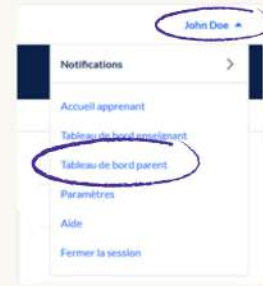 John Doe
Notifications
Accueil apprenant
Tableau de bord enseignant
Tableau de bord parent
Paramètres
Aide
Fermer la session